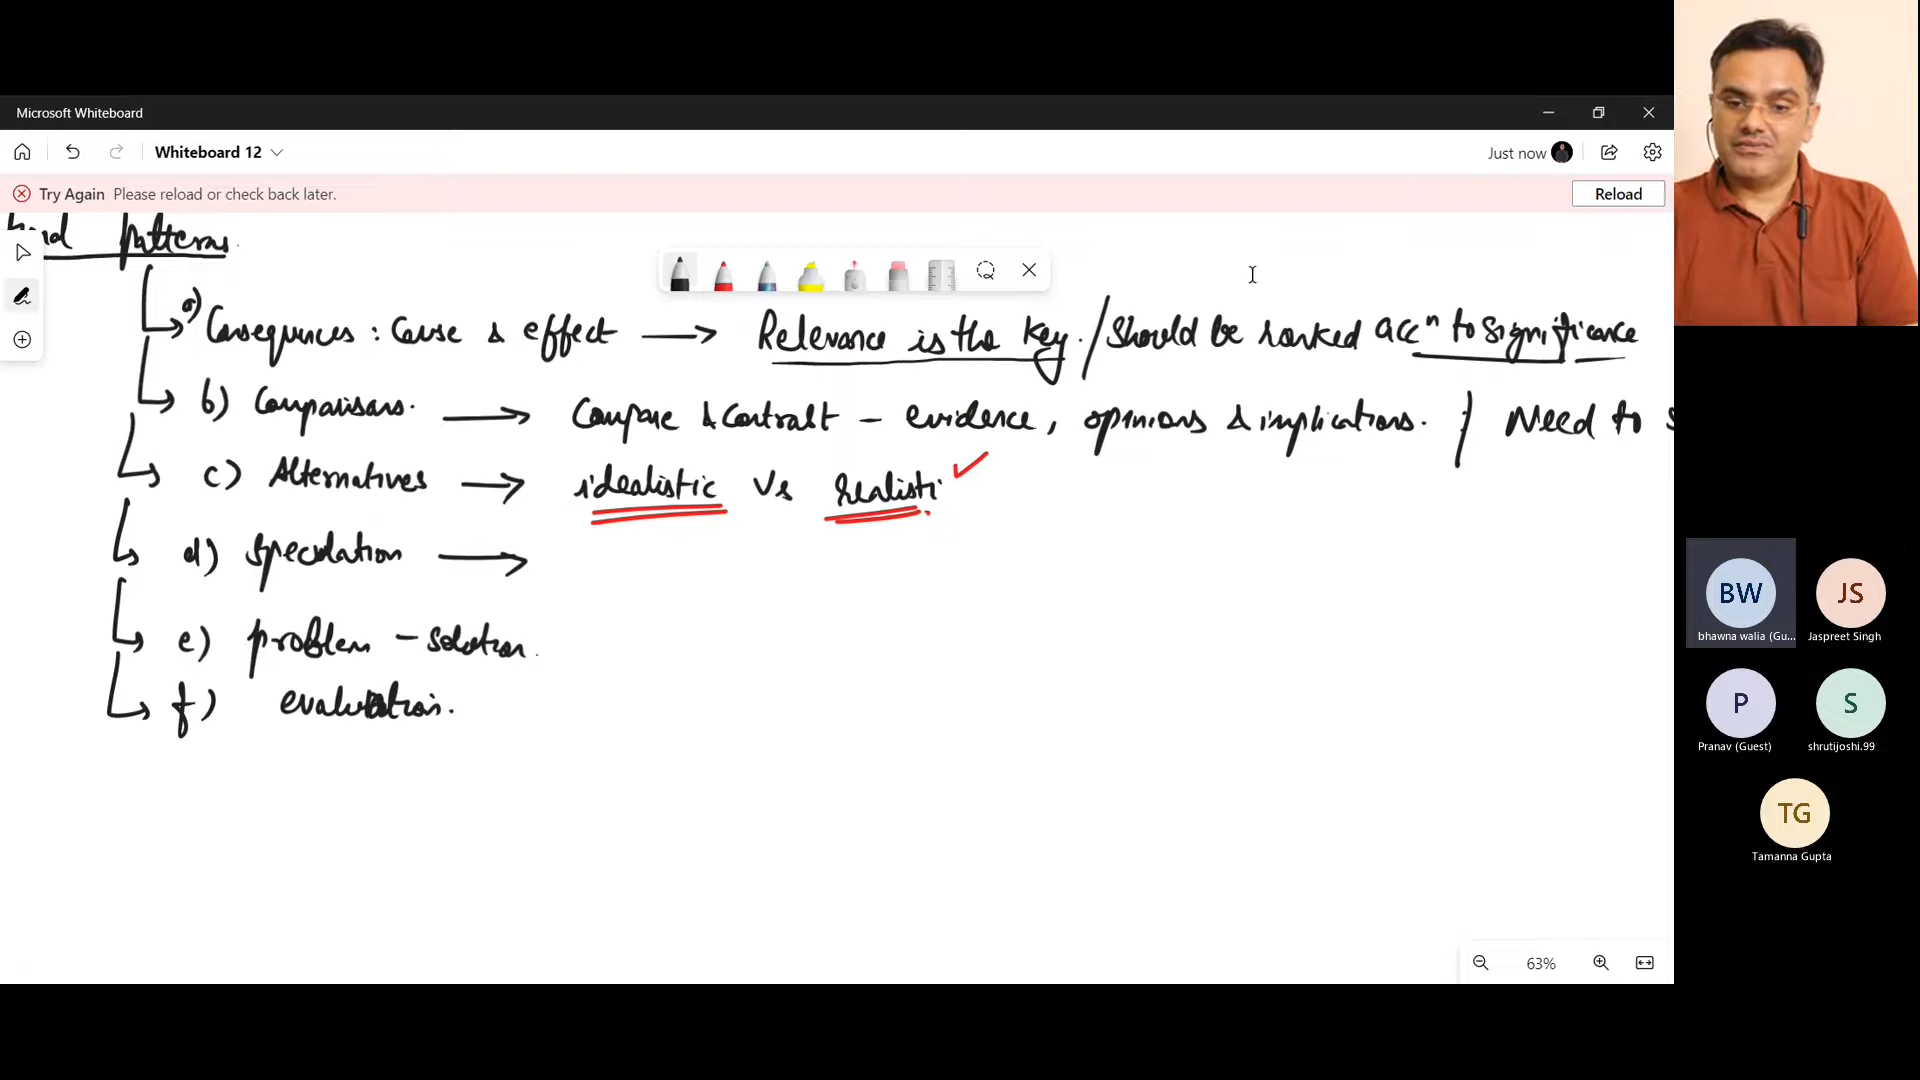 Microsoft Whiteboard
Whiteboard 12
Just now
Try Again Please reload or check back later.
Reload
patterns.
a) Consequences : Cause & effect → Relevance is the key. / Should be ranked accⁿ to significance
b) Comparisons. → Compare & Contrast – evidence, opinions & implications. / Need to s
c) Alternatives → idealistic Vs realisti
d) Speculation →
e) problem – solution.
f) evaluation.
BW
bhawna walia (Gu...
JS
Jaspreet Singh
P
Pranav (Guest)
S
shrutijoshi.99
TG
Tamanna Gupta
63%